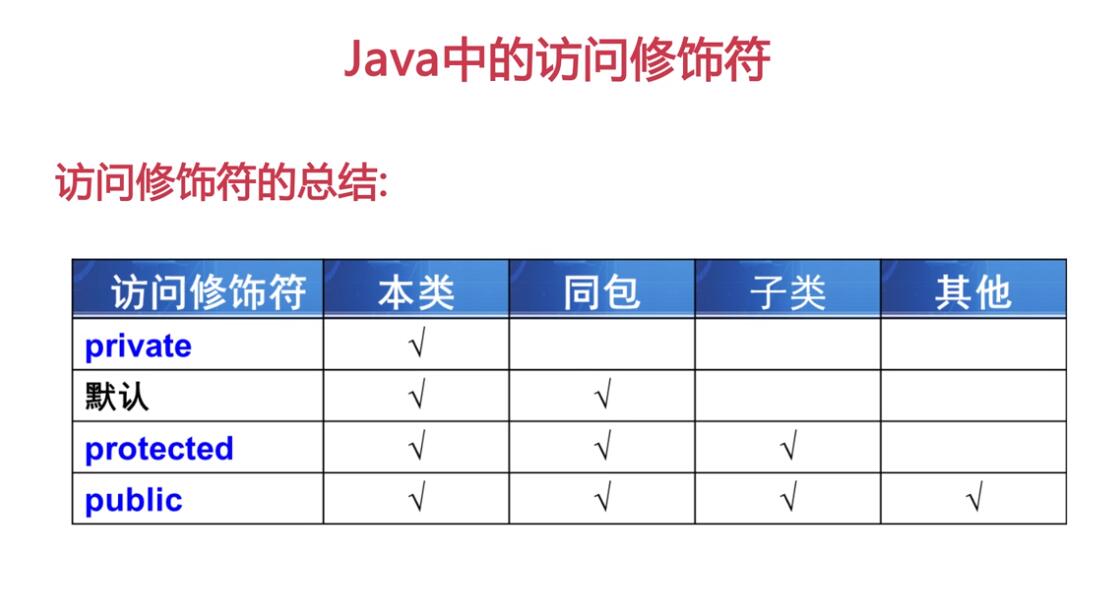 Java中的访问修饰符
访问修饰符的总结:
访问修饰符 本类 同包 子类 其他
private √
默认 √ √
protected √ √ √
public √ √ √ √